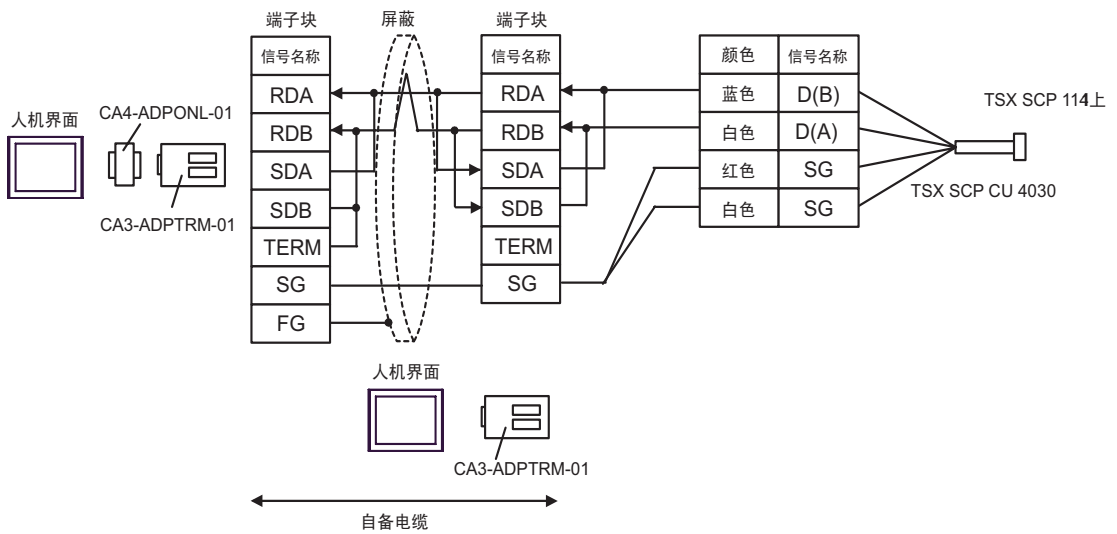 端子块
屏蔽
端子块
信号名称
RDA
RDB
SDA
SDB
TERM
SG
FG
信号名称
RDA
RDB
SDA
SDB
TERM
SG
颜色 信号名称
蓝色 D(B)
白色 D(A)
红色 SG
白色 SG
TSX SCP 114上
TSX SCP CU 4030
人机界面
CA4-ADPONL-01
CA3-ADPTRM-01
人机界面
CA3-ADPTRM-01
自备电缆